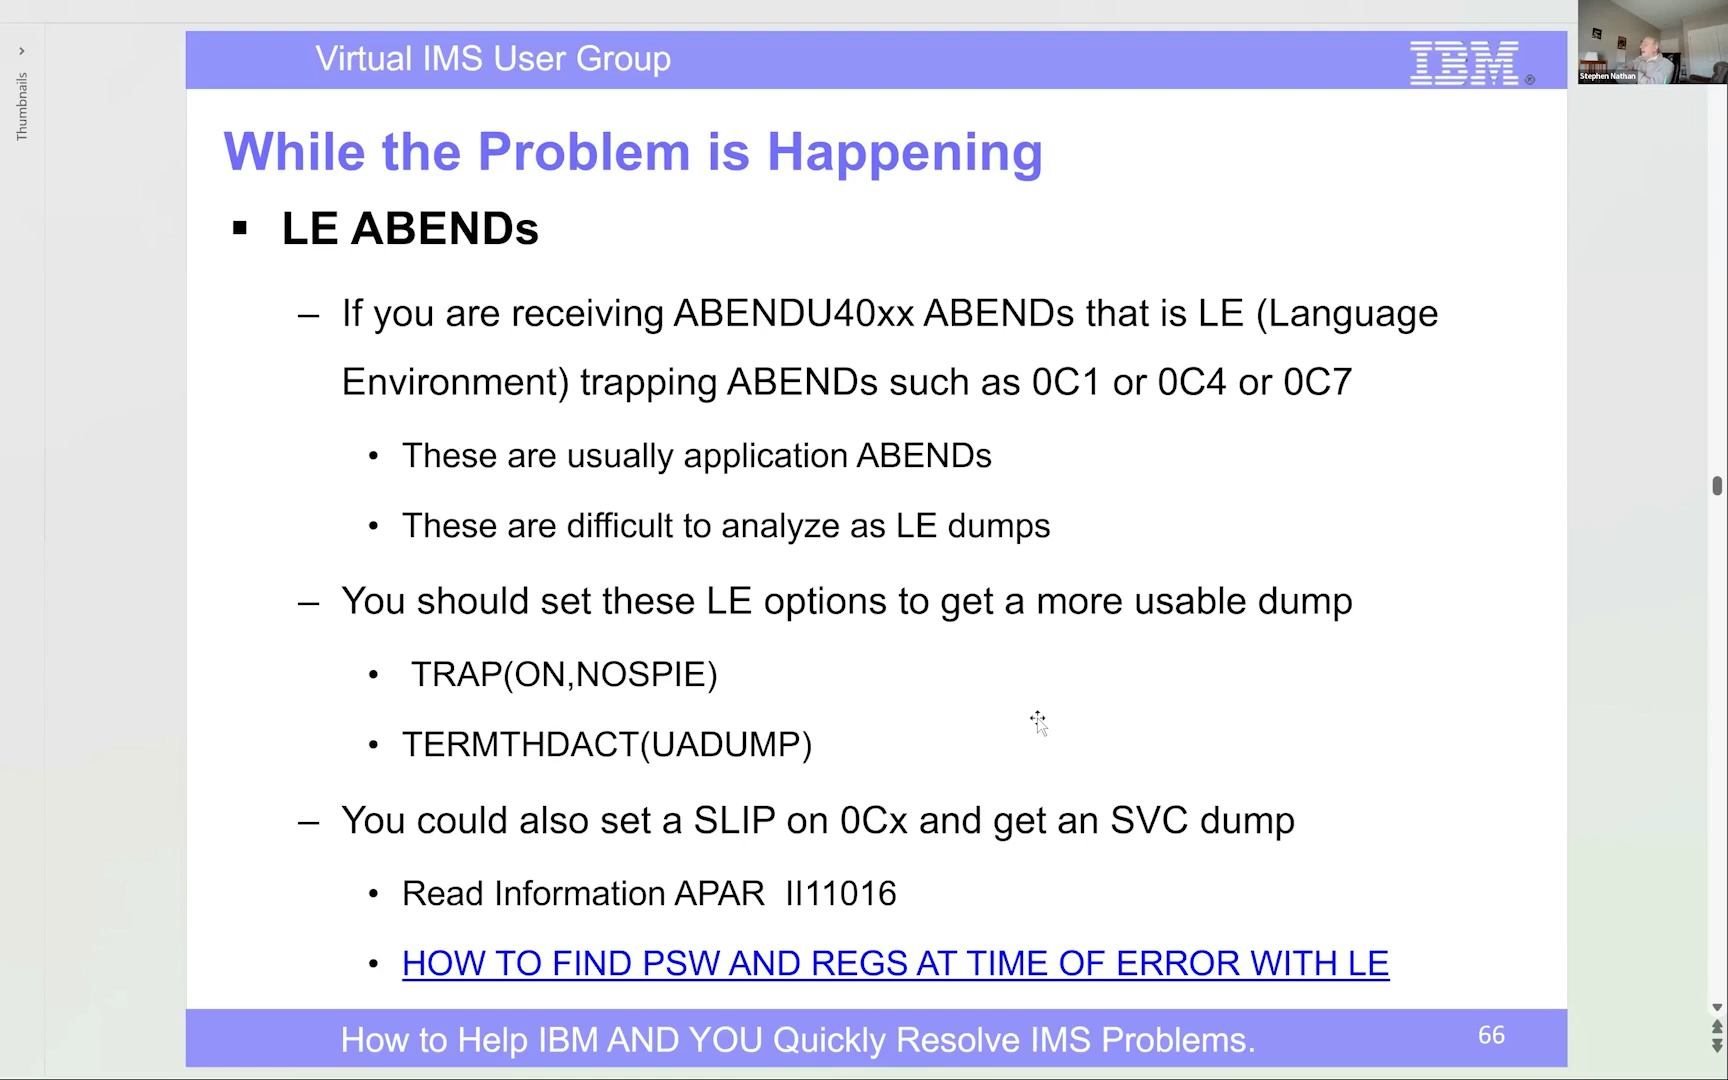 Virtual IMS User Group
IBM ®
Stephen Nathan
Thumbnails
While the Problem is Happening
▪ LE ABENDs
– If you are receiving ABENDU40xx ABENDs that is LE (Language
Environment) trapping ABENDs such as 0C1 or 0C4 or 0C7
• These are usually application ABENDs
• These are difficult to analyze as LE dumps
– You should set these LE options to get a more usable dump
• TRAP(ON,NOSPIE)
• TERMTHDACT(UADUMP)
– You could also set a SLIP on 0Cx and get an SVC dump
• Read Information APAR II11016
• HOW TO FIND PSW AND REGS AT TIME OF ERROR WITH LE
How to Help IBM AND YOU Quickly Resolve IMS Problems.
66